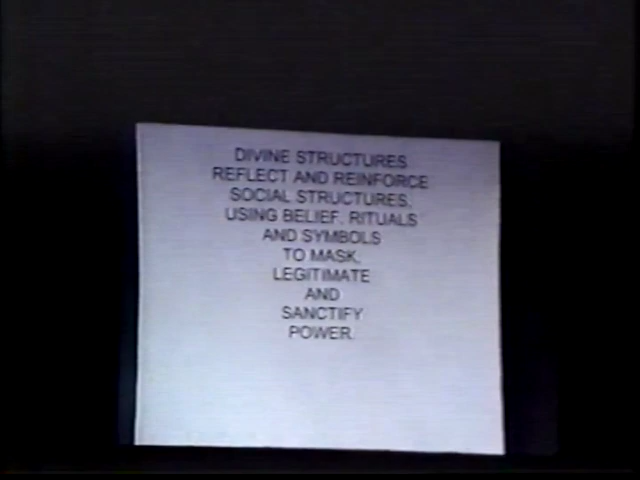 DIVINE STRUCTURES
REFLECT AND REINFORCE
SOCIAL STRUCTURES,
USING BELIEF, RITUALS
AND SYMBOLS
TO MASK,
LEGITIMATE
AND
SANCTIFY
POWER.